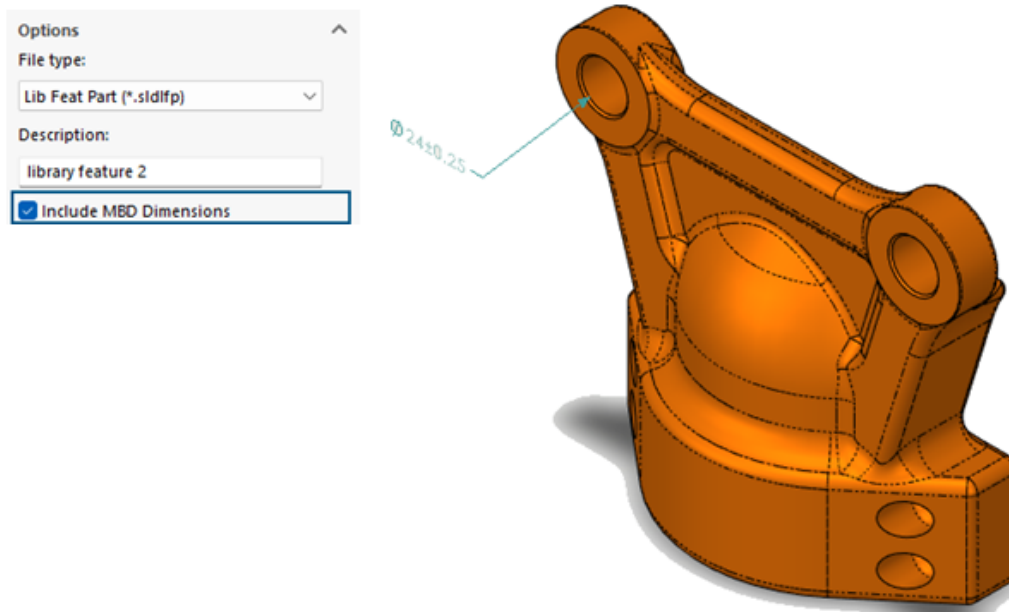 Options
File type:
Lib Feat Part (*.sldlfp)
Description:
library feature 2
Include MBD Dimensions
Ø24±0.25